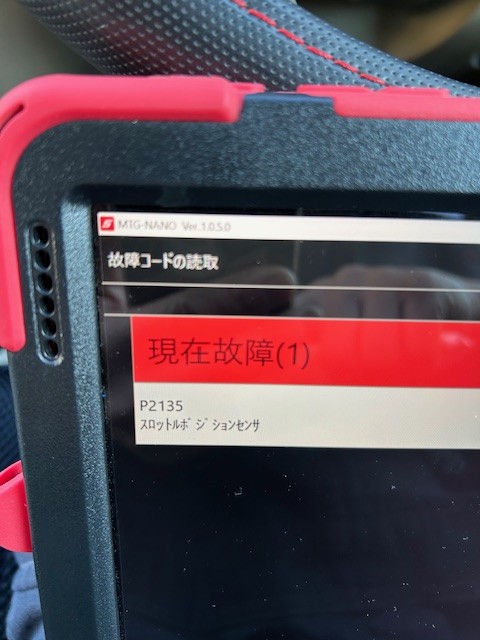 MTG-NANO Ver.1.0.5.0
故障コードの読取
現在故障(1)
P2135
スロットルポジションセンサ